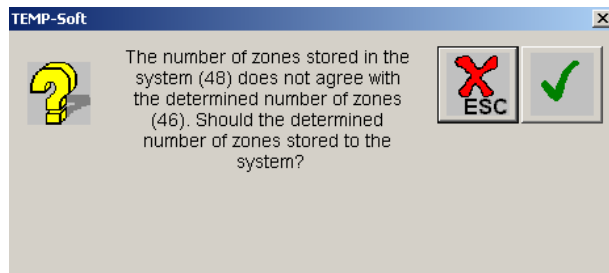 TEMP-Soft
The number of zones stored in the
system (48) does not agree with
the determined number of zones
(46). Should the determined
number of zones stored to the
system?
ESC